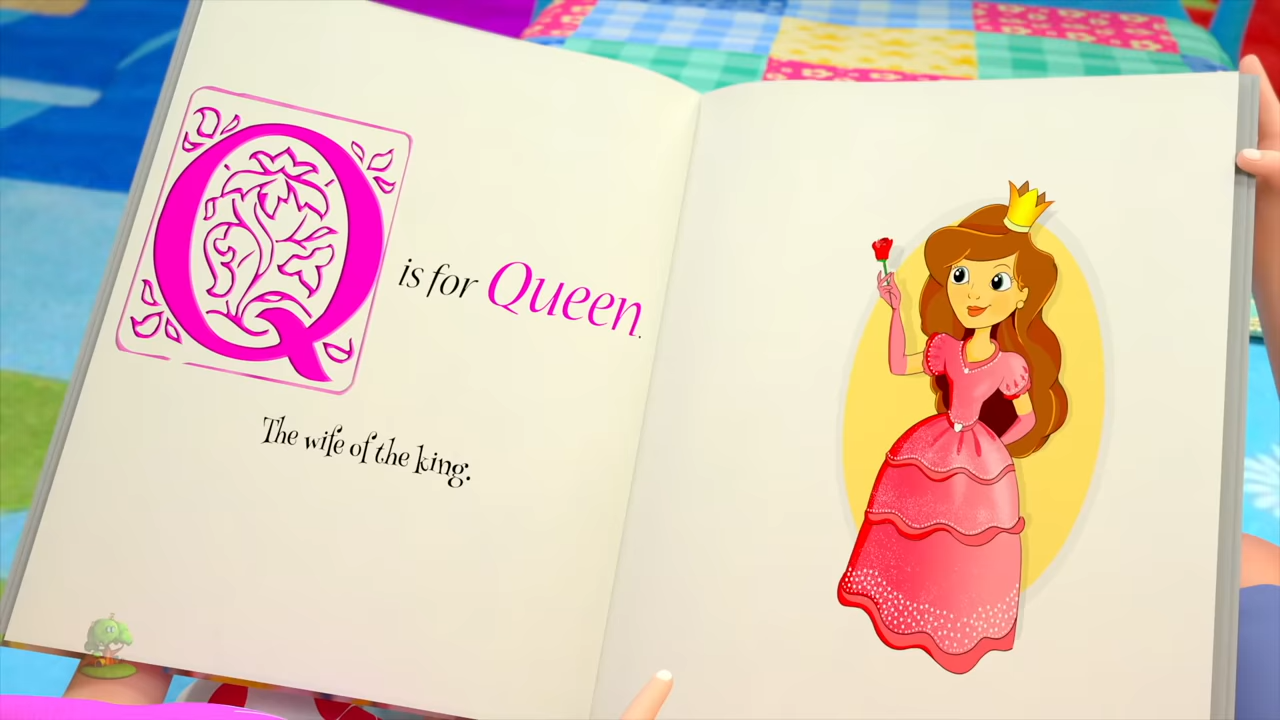 Q is for Queen.
The wife of the king.